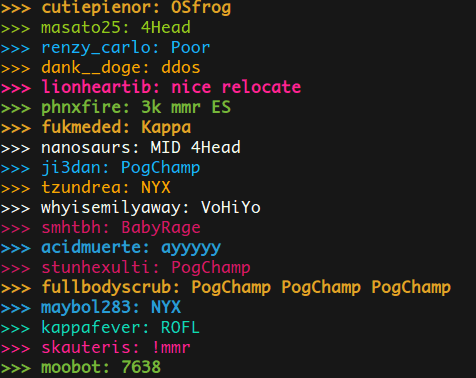 >>> cutiepienor: OSfrog
>>> masato25: 4Head
>>> renzy_carlo: Poor
>>> dank__doge: ddos
>>> lionheartib: nice relocate
>>> phnxfire: 3k mmr ES
>>> fukmeded: Kappa
>>> nanosaurs: MID 4Head
>>> ji3dan: PogChamp
>>> tzundrea: NYX
>>> whyisemilyaway: VoHiYo
>>> smhtbh: BabyRage
>>> acidmuerte: ayyyyy
>>> stunhexulti: PogChamp
>>> fullbodyscrub: PogChamp PogChamp PogChamp
>>> maybol283: NYX
>>> kappafever: ROFL
>>> skauteris: !mmr
>>> moobot: 7638